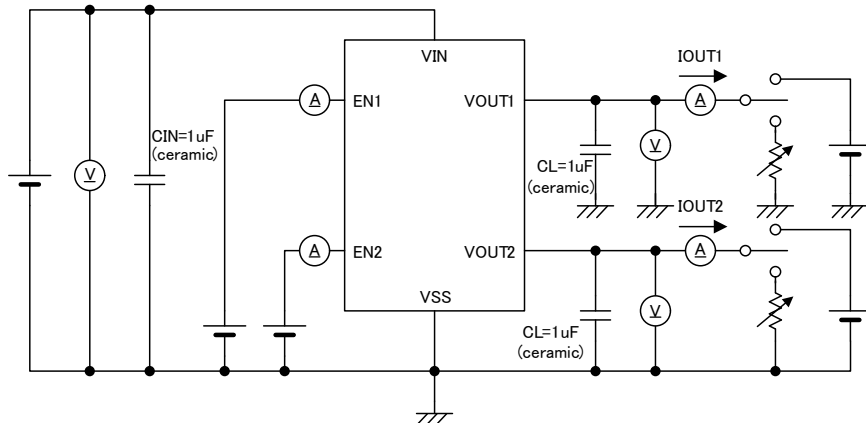 VIN
IOUT1
A
EN1
VOUT1
A
CIN=1uF
(ceramic)
V
V
CL=1uF
(ceramic)
IOUT2
A
EN2
VOUT2
A
VSS
V
CL=1uF
(ceramic)